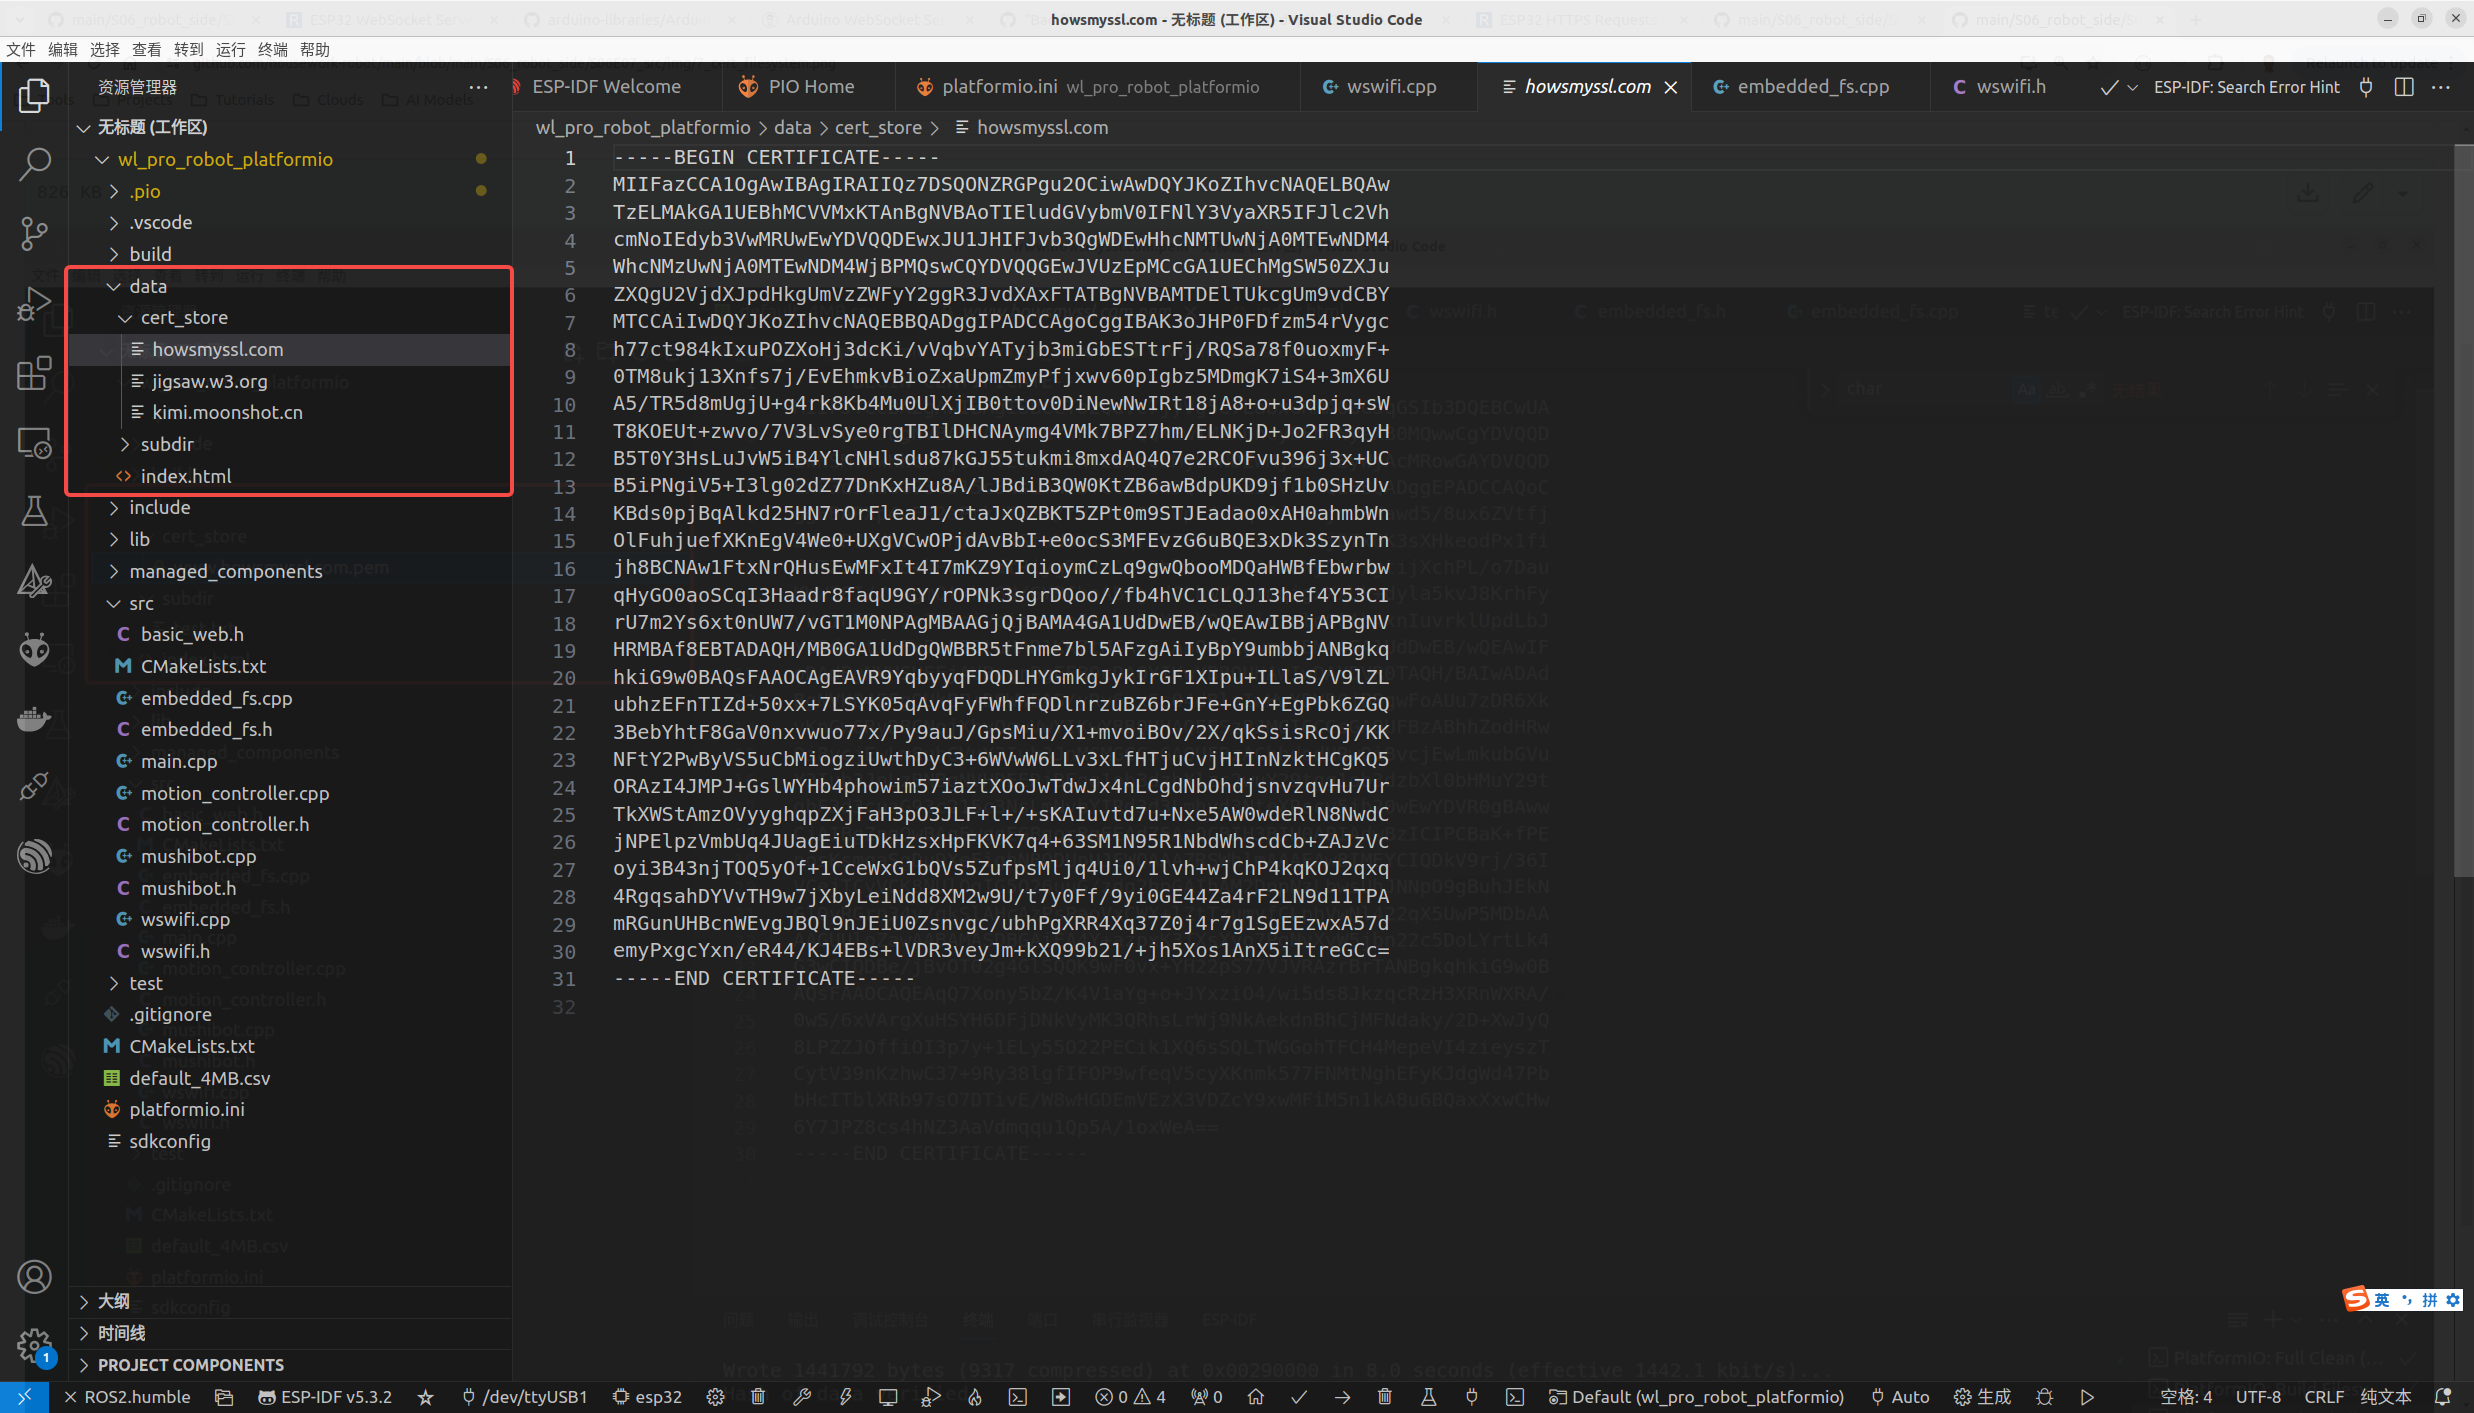 howsmyssl.com - 无标题 (工作区) - Visual Studio Code
文件 编辑 选择 查看 转到 运行 终端 帮助
资源管理器
无标题 (工作区)
wl_pro_robot_platformio
.pio
.vscode
build
data
cert_store
howsmyssl.com
jigsaw.w3.org
kimi.moonshot.cn
subdir
index.html
include
lib
managed_components
src
basic_web.h
CMakeLists.txt
embedded_fs.cpp
embedded_fs.h
main.cpp
motion_controller.cpp
motion_controller.h
mushibot.cpp
mushibot.h
wswifi.cpp
wswifi.h
test
.gitignore
CMakeLists.txt
default_4MB.csv
platformio.ini
sdkconfig
大纲
时间线
PROJECT COMPONENTS
ESP-IDF Welcome PIO Home platformio.ini wl_pro_robot_platformio wswifi.cpp howsmyssl.com embedded_fs.cpp wswifi.h ESP-IDF: Search Error Hint
wl_pro_robot_platformio > data > cert_store > howsmyssl.com
1 -----BEGIN CERTIFICATE-----
2 MIIFazCCA1OgAwIBAgIRAIIQz7DSQONZRGPgu2OCiwAwDQYJKoZIhvcNAQELBQAw
3 TzELMAkGA1UEBhMCVVMxKTAnBgNVBAoTIEludGVybmV0IFNlY3VyaXR5IFJlc2Vh
4 cmNoIEdyb3VwMRUwEwYDVQQDEwxJU1JHIFJvb3QgWDEwHhcNMTUwNjA0MTEwNDM4
5 WhcNMzUwNjA0MTEwNDM4WjBPMQswCQYDVQQGEwJVUzEpMCcGA1UEChMgSW50ZXJu
6 ZXQgU2VjdXJpdHkgUmVzZWFyY2ggR3JvdXAxFTATBgNVBAMTDElTUkcgUm9vdCBY
7 MTCCAiIwDQYJKoZIhvcNAQEBBQADggIPADCCAgoCggIBAK3oJHP0FDfzm54rVygc
8 h77ct984kIxuPOZXoHj3dcKi/vVqbvYATyjb3miGbESTtrFj/RQSa78f0uoxmyF+
9 0TM8ukj13Xnfs7j/EvEhmkvBioZxaUpmZmyPfjxwv60pIgbz5MDmgK7iS4+3mX6U
10 A5/TR5d8mUgjU+g4rk8Kb4Mu0UlXjIB0ttov0DiNewNwIRt18jA8+o+u3dpjq+sW
11 T8KOEUt+zwvo/7V3LvSye0rgTBIlDHCNAymg4VMk7BPZ7hm/ELNKjD+Jo2FR3qyH
12 B5T0Y3HsLuJvW5iB4YlcNHlsdu87kGJ55tukmi8mxdAQ4Q7e2RCOFvu396j3x+UC
13 B5iPNgiV5+I3lg02dZ77DnKxHZu8A/lJBdiB3QW0KtZB6awBdpUKD9jf1b0SHzUv
14 KBds0pjBqAlkd25HN7rOrFleaJ1/ctaJxQZBKT5ZPt0m9STJEadao0xAH0ahmbWn
15 OlFuhjuefXKnEgV4We0+UXgVCwOPjdAvBbI+e0ocS3MFEvzG6uBQE3xDk3SzynTn
16 jh8BCNAw1FtxNrQHusEwMFxIt4I7mKZ9YIqioymCzLq9gwQbooMDQaHWBfEbwrbw
17 qHyGO0aoSCqI3Haadr8faqU9GY/rOPNk3sgrDQoo//fb4hVC1CLQJ13hef4Y53CI
18 rU7m2Ys6xt0nUW7/vGT1M0NPAgMBAAGjQjBAMA4GA1UdDwEB/wQEAwIBBjAPBgNV
19 HRMBAf8EBTADAQH/MB0GA1UdDgQWBBR5tFnme7bl5AFzgAiIyBpY9umbbjANBgkq
20 hkiG9w0BAQsFAAOCAgEAVR9YqbyyqFDQDLHYGmkgJykIrGF1XIpu+ILlaS/V9lZL
21 ubhzEFnTIZd+50xx+7LSYK05qAvqFyFWhfFQDlnrzuBZ6brJFe+GnY+EgPbk6ZGQ
22 3BebYhtF8GaV0nxvwuo77x/Py9auJ/GpsMiu/X1+mvoiBOv/2X/qkSsisRcOj/KK
23 NFtY2PwByVS5uCbMiogziUwthDyC3+6WVwW6LLv3xLfHTjuCvjHIInNzktHCgKQ5
24 ORAzI4JMPJ+GslWYHb4phowim57iaztXOoJwTdwJx4nLCgdNbOhdjsnvzqvHu7Ur
25 TkXWStAmzOVyyghqpZXjFaH3pO3JLF+l+/+sKAIuvtd7u+Nxe5AW0wdeRlN8NwdC
26 jNPElpzVmbUq4JUagEiuTDkHzsxHpFKVK7q4+63SM1N95R1NbdWhscdCb+ZAJzVc
27 oyi3B43njTOQ5yOf+1CceWxG1bQVs5ZufpsMljq4Ui0/1lvh+wjChP4kqKOJ2qxq
28 4RgqsahDYVvTH9w7jXbyLeiNdd8XM2w9U/t7y0Ff/9yi0GE44Za4rF2LN9d11TPA
29 mRGunUHBcnWEvgJBQl9nJEiU0Zsnvgc/ubhPgXRR4Xq37Z0j4r7g1SgEEzwxA57d
30 emyPxgcYxn/eR44/KJ4EBs+lVDR3veyJm+kXQ99b21/+jh5Xos1AnX5iItreGCc=
31 -----END CERTIFICATE-----
32
英 拼
1
ROS2.humble ESP-IDF v5.3.2 /dev/ttyUSB1 esp32 0 4 0 Default (wl_pro_robot_platformio) Auto 生成 空格: 4 UTF-8 CRLF 纯文本